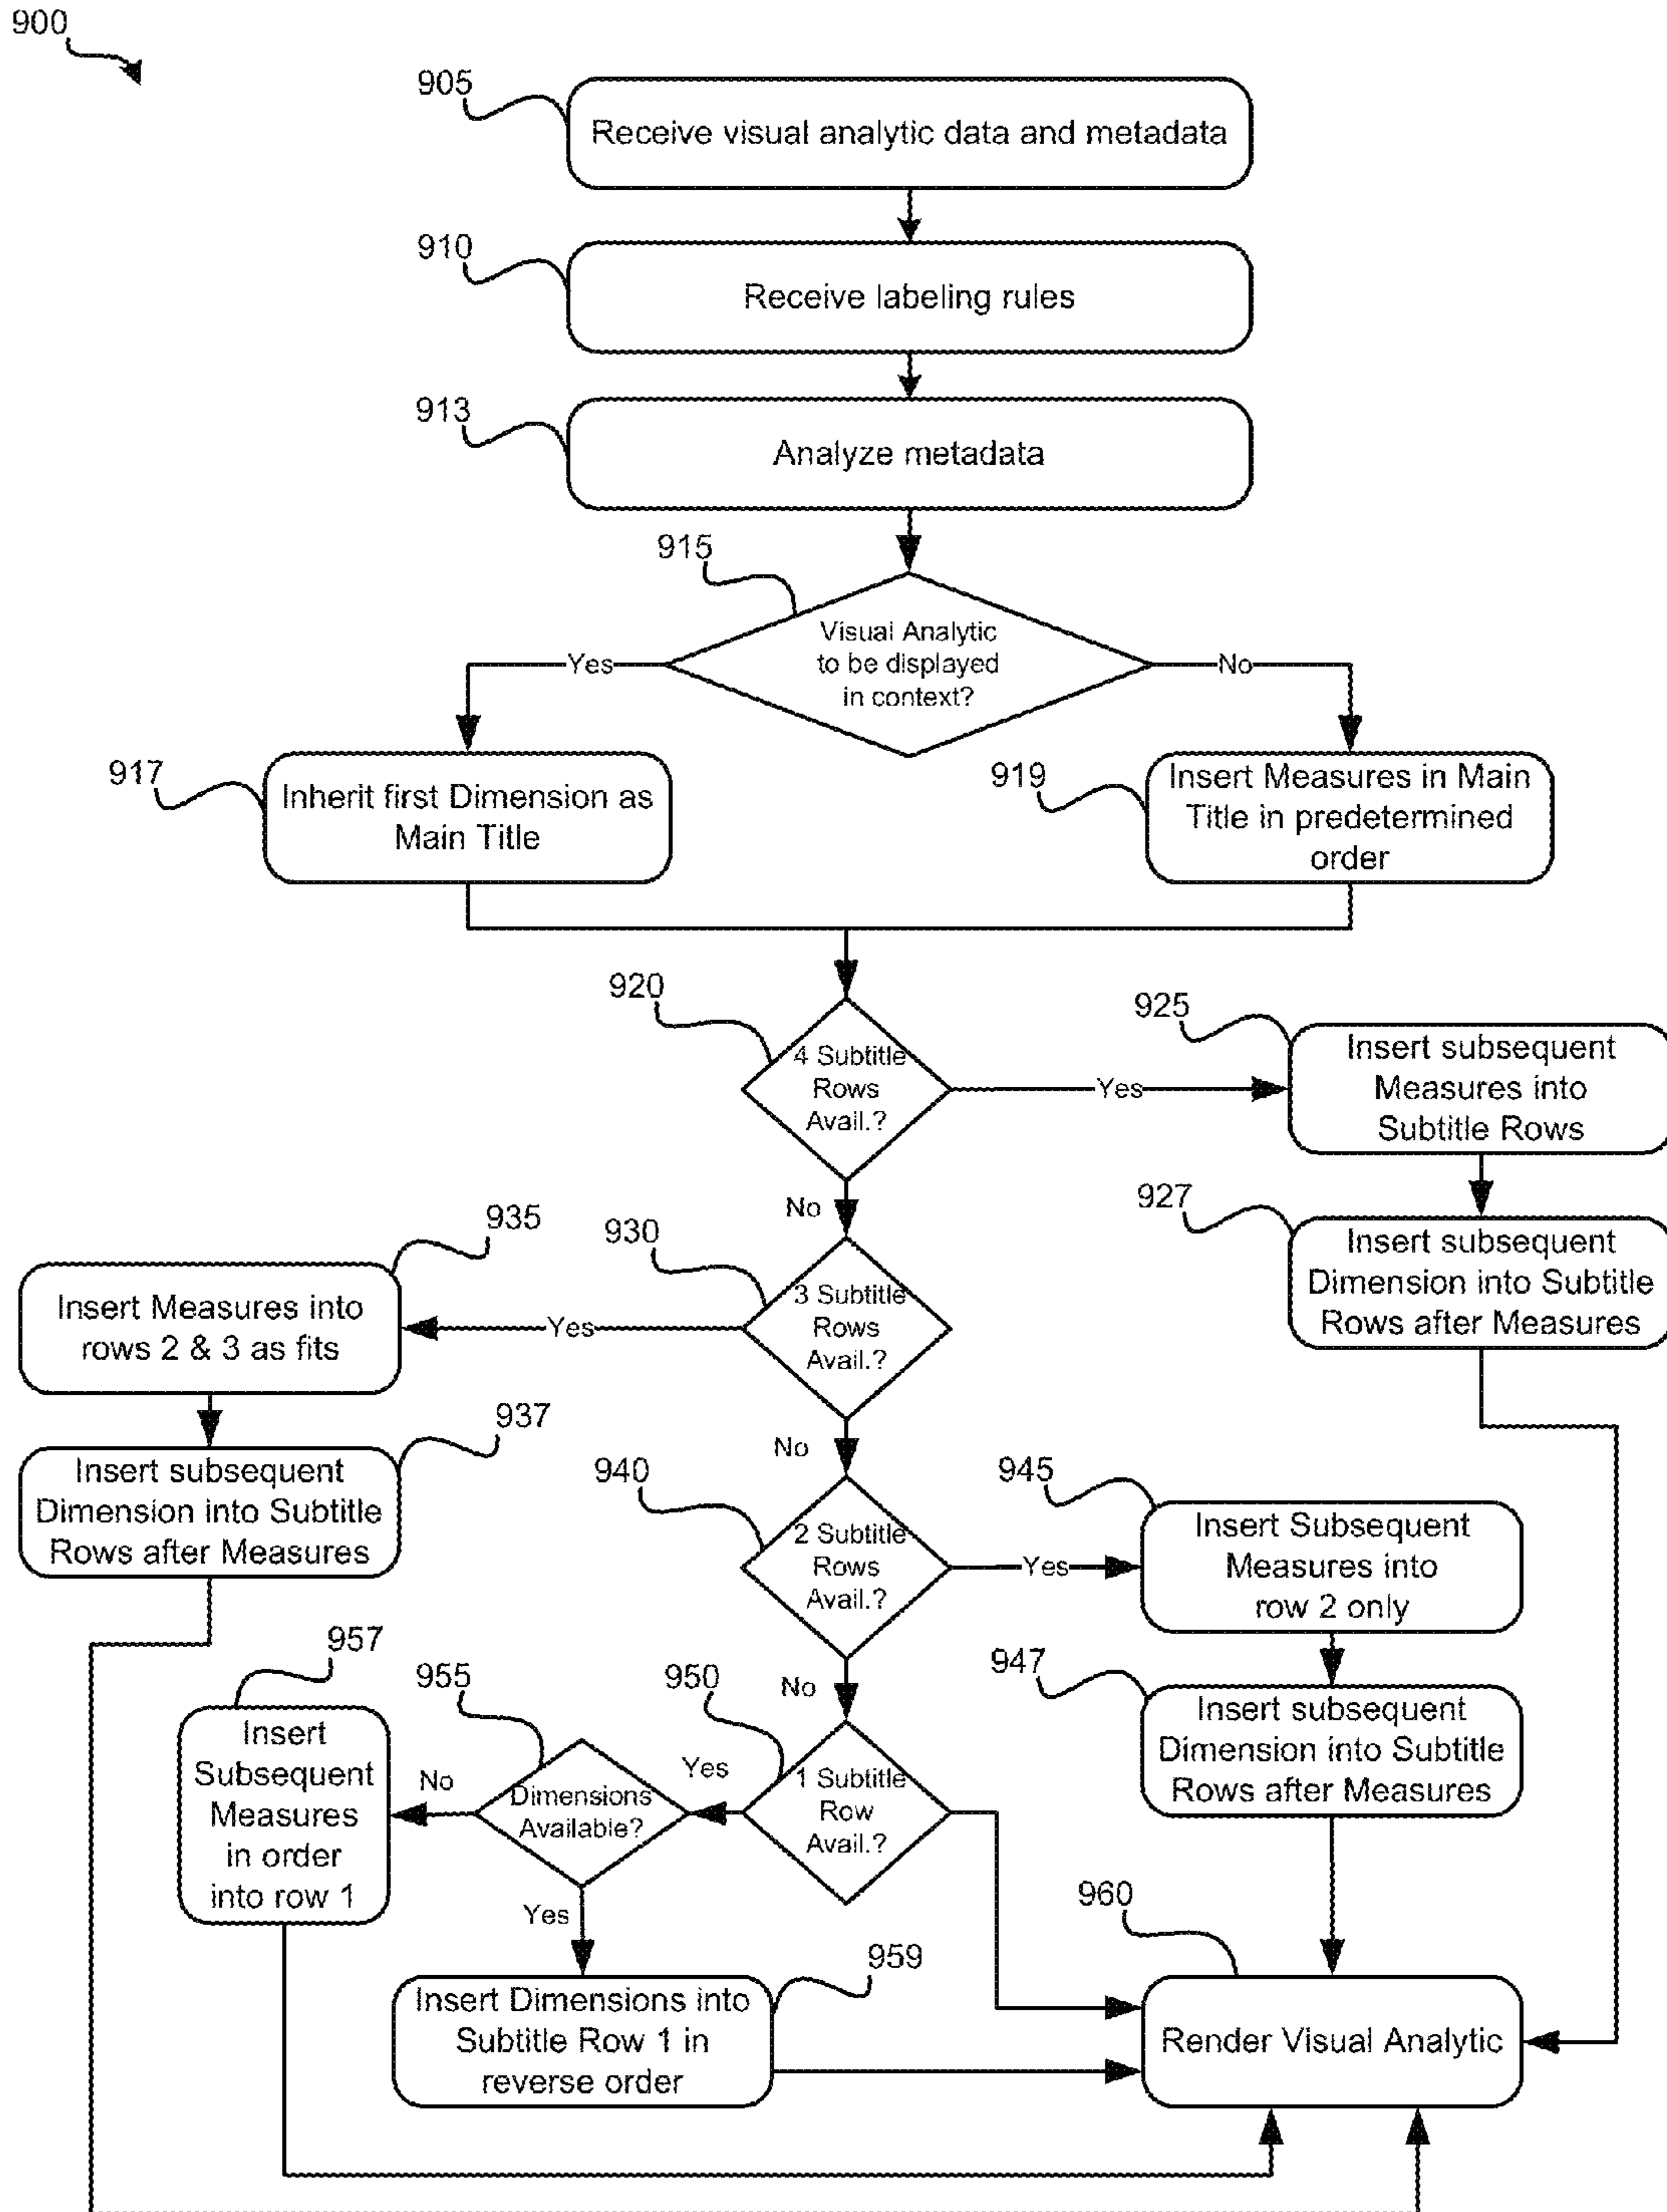 900
905
Receive visual analytic data and metadata
910
Receive labeling rules
913
Analyze metadata
915
Visual Analytic
to be displayed
in context?
Yes
No
917
Inherit first Dimension as
Main Title
919
Insert Measures in Main
Title in predetermined
order
920
4 Subtitle
Rows
Avail.?
Yes
925
Insert subsequent
Measures into
Subtitle Rows
No
927
Insert subsequent
Dimension into Subtitle
Rows after Measures
930
3 Subtitle
Rows
Avail.?
Yes
935
Insert Measures into
rows 2 & 3 as fits
937
Insert subsequent
Dimension into Subtitle
Rows after Measures
No
940
2 Subtitle
Rows
Avail.?
Yes
945
Insert Subsequent
Measures into
row 2 only
947
Insert subsequent
Dimension into Subtitle
Rows after Measures
No
950
1 Subtitle
Row
Avail.?
Yes
955
Dimensions
Available?
No
957
Insert
Subsequent
Measures
in order
into row 1
Yes
959
Insert Dimensions into
Subtitle Row 1 in
reverse order
960
Render Visual Analytic